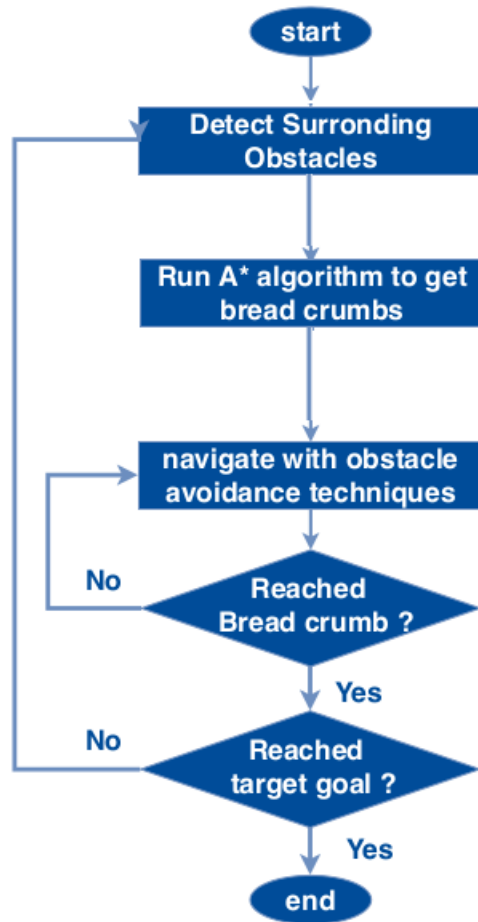 start
Detect Surronding
Obstacles
Run A* algorithm to get
bread crumbs
navigate with obstacle
avoidance techniques
No
Reached
Bread crumb ?
Yes
No
Reached
target goal ?
Yes
end